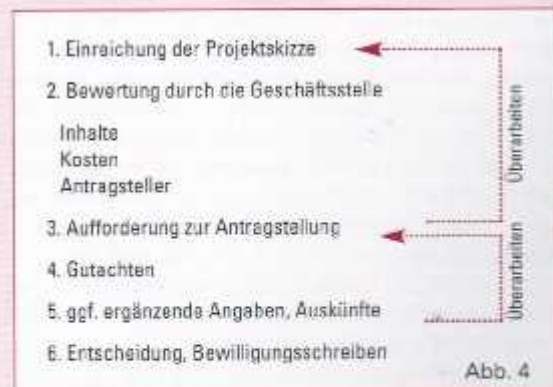 1. Einreichung der Projektskizze
2. Bewertung durch die Geschäftsstelle
Inhalte
Kosten
Antragsteller
3. Aufforderung zur Antragstellung
4. Gutachten
5. ggf. ergänzende Angaben, Auskünfte
6. Entscheidung, Bewilligungsschreiben
Überarbeiten
Überarbeiten
Abb. 4